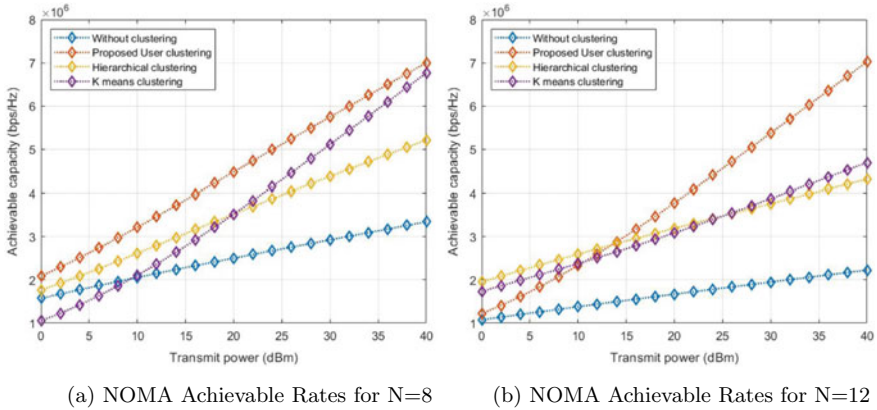 ×10⁶
8
7
6
5
4
3
2
1
Achievable capacity (bps/Hz)
Without clustering
Proposed User clustering
Hierarchical clustering
K means clustering
0 5 10 15 20 25 30 35 40
Transmit power (dBm)
(a) NOMA Achievable Rates for N=8
×10⁶
8
7
6
5
4
3
2
1
Achievable capacity (bps/Hz)
Without clustering
Proposed User clustering
Hierarchical clustering
K means clustering
0 5 10 15 20 25 30 35 40
Transmit power (dBm)
(b) NOMA Achievable Rates for N=12